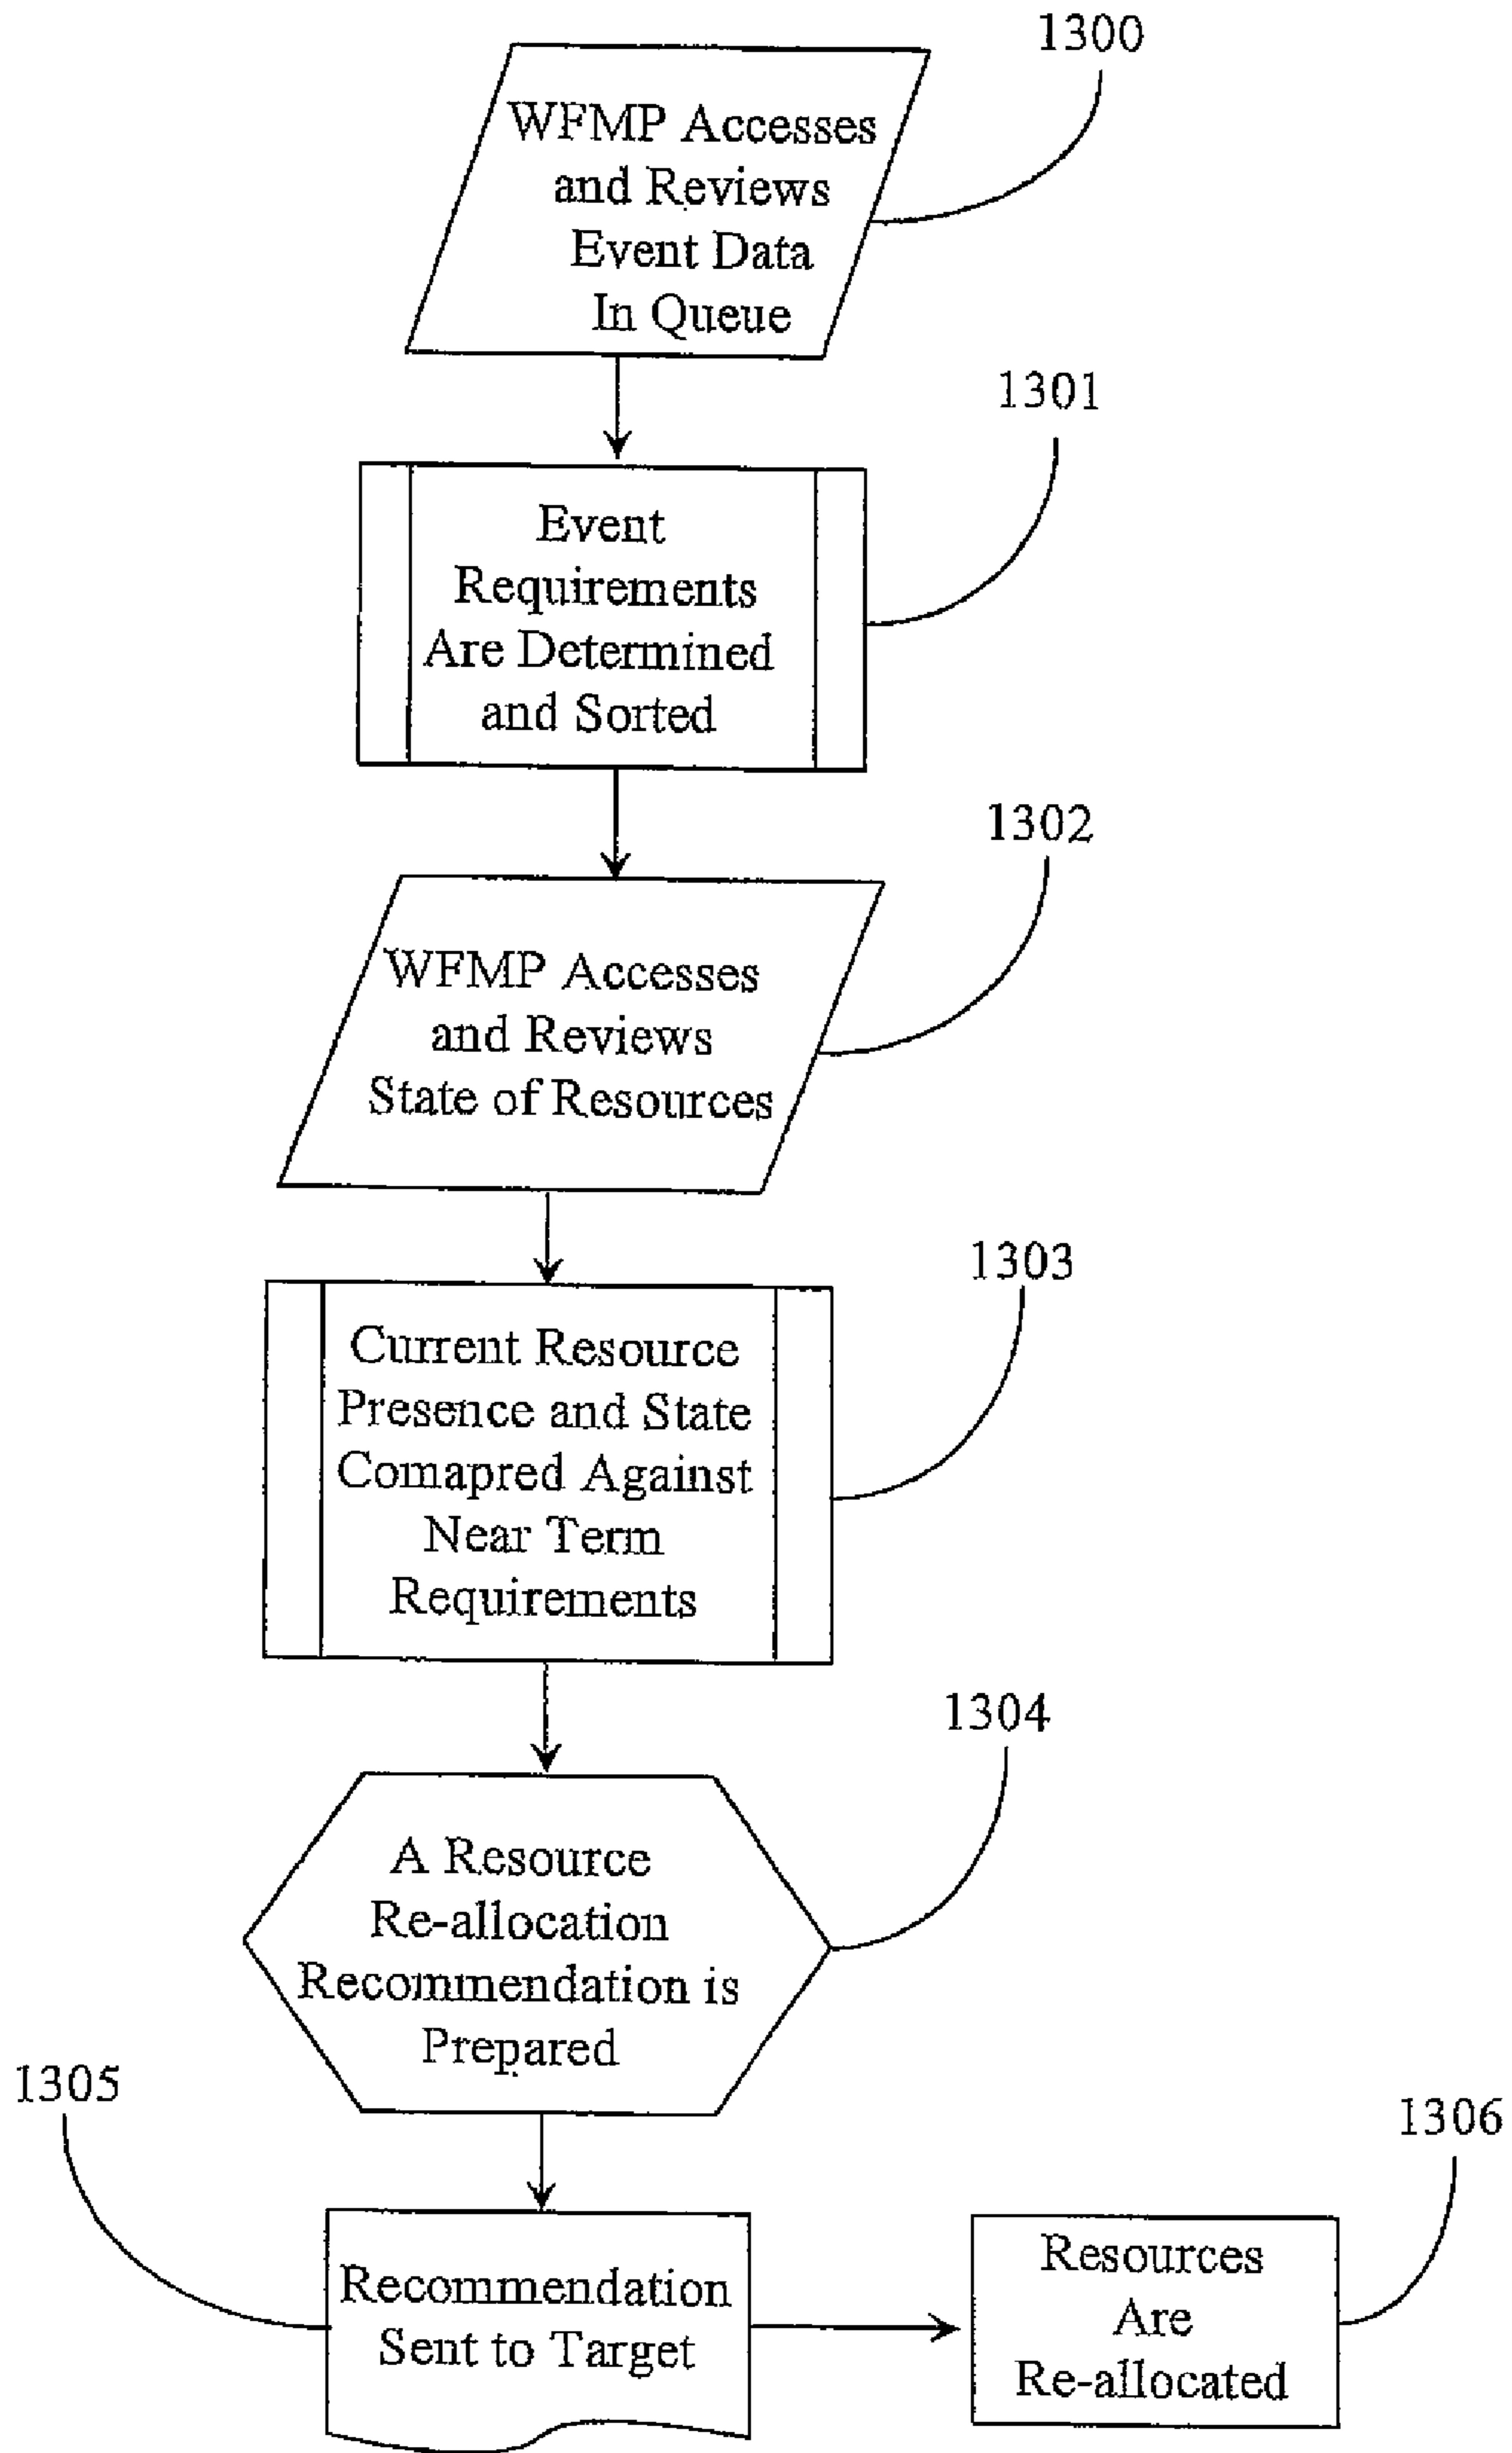 1300
WFMP Accesses
and Reviews
Event Data
In Queue
1301
Event
Requirements
Are Determined
and Sorted
1302
WFMP Accesses
and Reviews
State of Resources
1303
Current Resource
Presence and State
Comapred Against
Near Term
Requirements
1304
A Resource
Re-allocation
Recommendation is
Prepared
1305
Recommendation
Sent to Target
1306
Resources
Are
Re-allocated